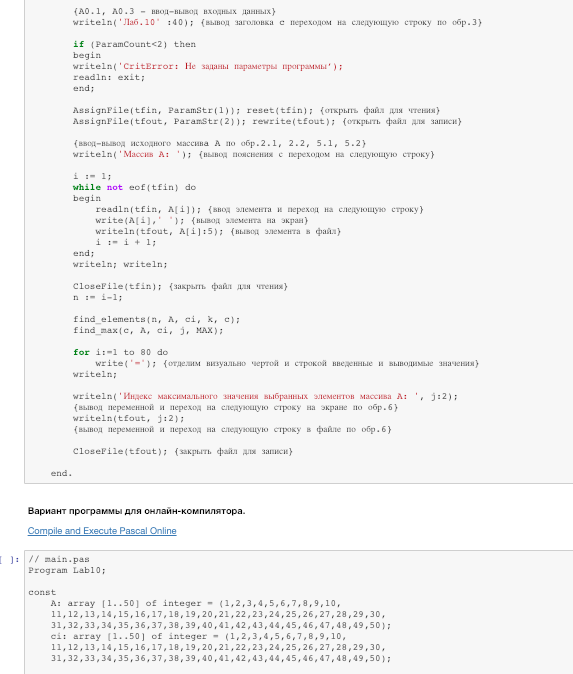 {A0.1, A0.3 - ввод-вывод входных данных}
writeln('Лаб.10' :40); {вывод заголовка с переходом на следующую строку по обр.3}
if (ParamCount<2) then
begin
writeln('CritError: Не заданы параметры программы');
readln; exit;
end;
AssignFile(tfin, ParamStr(1)); reset(tfin); {открыть файл для чтения}
AssignFile(tfout, ParamStr(2)); rewrite(tfout); {открыть файл для записи}
{ввод-вывод исходного массива A по обр.2.1, 2.2, 5.1, 5.2}
writeln('Массив А: '); {вывод пояснения с переходом на следующую строку}
i := 1;
while not eof(tfin) do
begin
readln(tfin, A[i]); {ввод элемента и переход на следующую строку}
write(A[i],' '); {вывод элемента на экран}
writeln(tfout, A[i]:5); {вывод элемента в файл}
i := i + 1;
end;
writeln; writeln;
CloseFile(tfin); {закрыть файл для чтения}
n := i-1;
find_elements(n, A, ci, k, c);
find_max(c, A, ci, j, MAX);
for i:=1 to 80 do
write('='); {отделим визуально чертой и строкой введенные и выводимые значения}
writeln;
writeln('Индекс максимального значения выбранных элементов массива А: ', j:2);
{вывод переменной и переход на следующую строку на экране по обр.6}
writeln(tfout, j:2);
{вывод переменной и переход на следующую строку в файле по обр.6}
CloseFile(tfout); {закрыть файл для записи}
end.
Вариант программы для онлайн-компилятора.
Compile and Execute Pascal Online
[ ]: // main.pas
Program Lab10;
const
A: array [1..50] of integer = (1,2,3,4,5,6,7,8,9,10,
11,12,13,14,15,16,17,18,19,20,21,22,23,24,25,26,27,28,29,30,
31,32,33,34,35,36,37,38,39,40,41,42,43,44,45,46,47,48,49,50);
ci: array [1..50] of integer = (1,2,3,4,5,6,7,8,9,10,
11,12,13,14,15,16,17,18,19,20,21,22,23,24,25,26,27,28,29,30,
31,32,33,34,35,36,37,38,39,40,41,42,43,44,45,46,47,48,49,50);